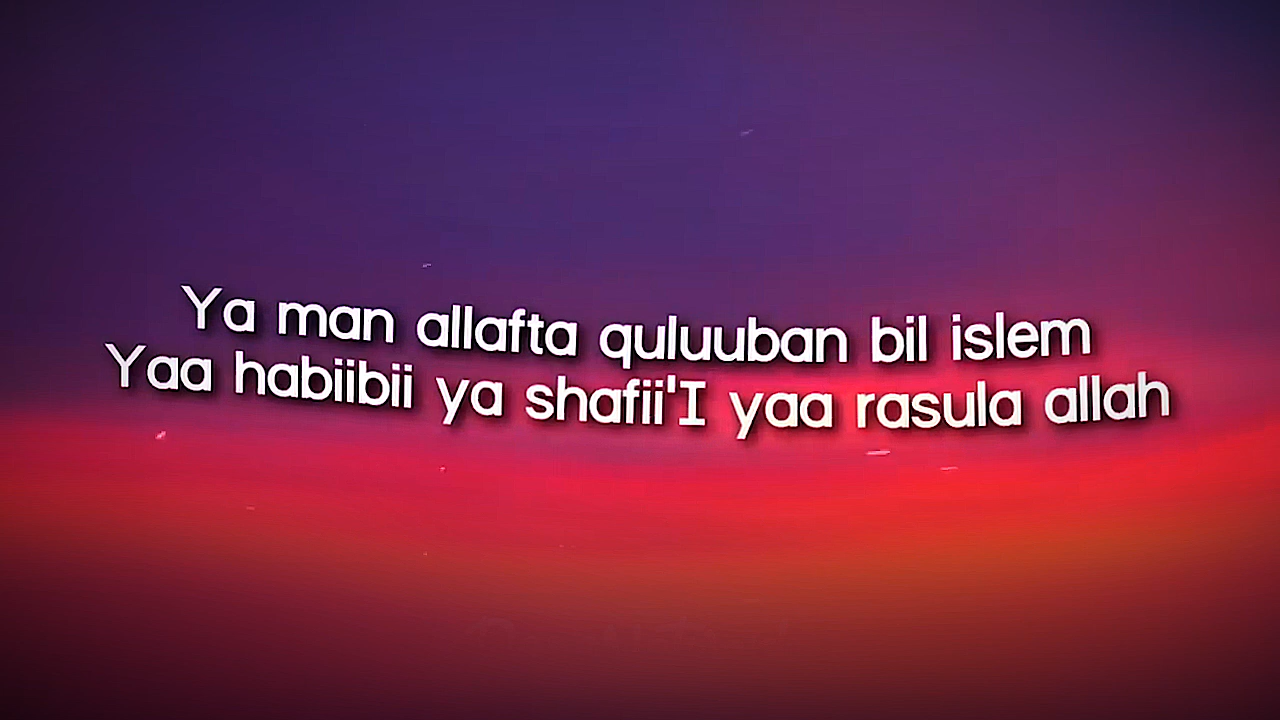 Ya man allafta quluuban bil islem
Yaa habiibii ya shafii'I yaa rasula allah